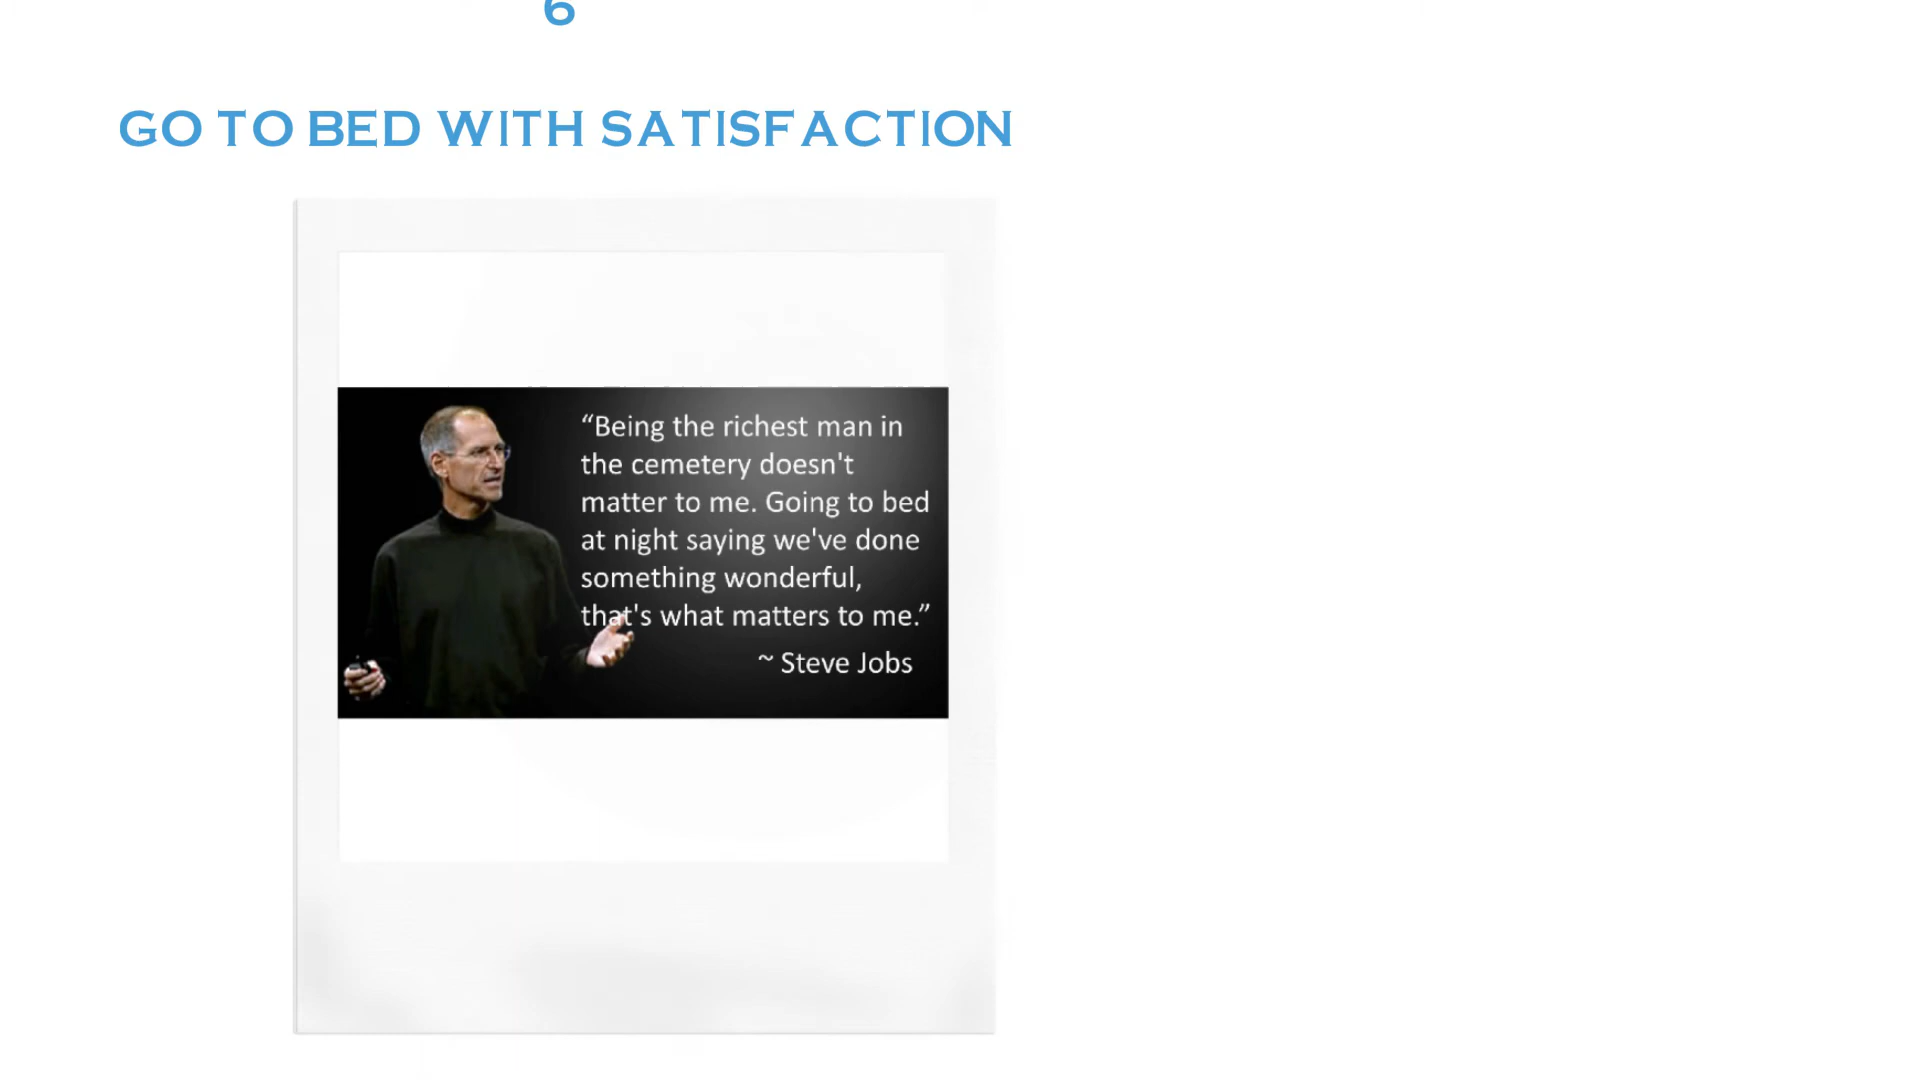 6
GO TO BED WITH SATISFACTION
“Being the richest man in
the cemetery doesn't
matter to me. Going to bed
at night saying we've done
something wonderful,
that's what matters to me.”
~ Steve Jobs